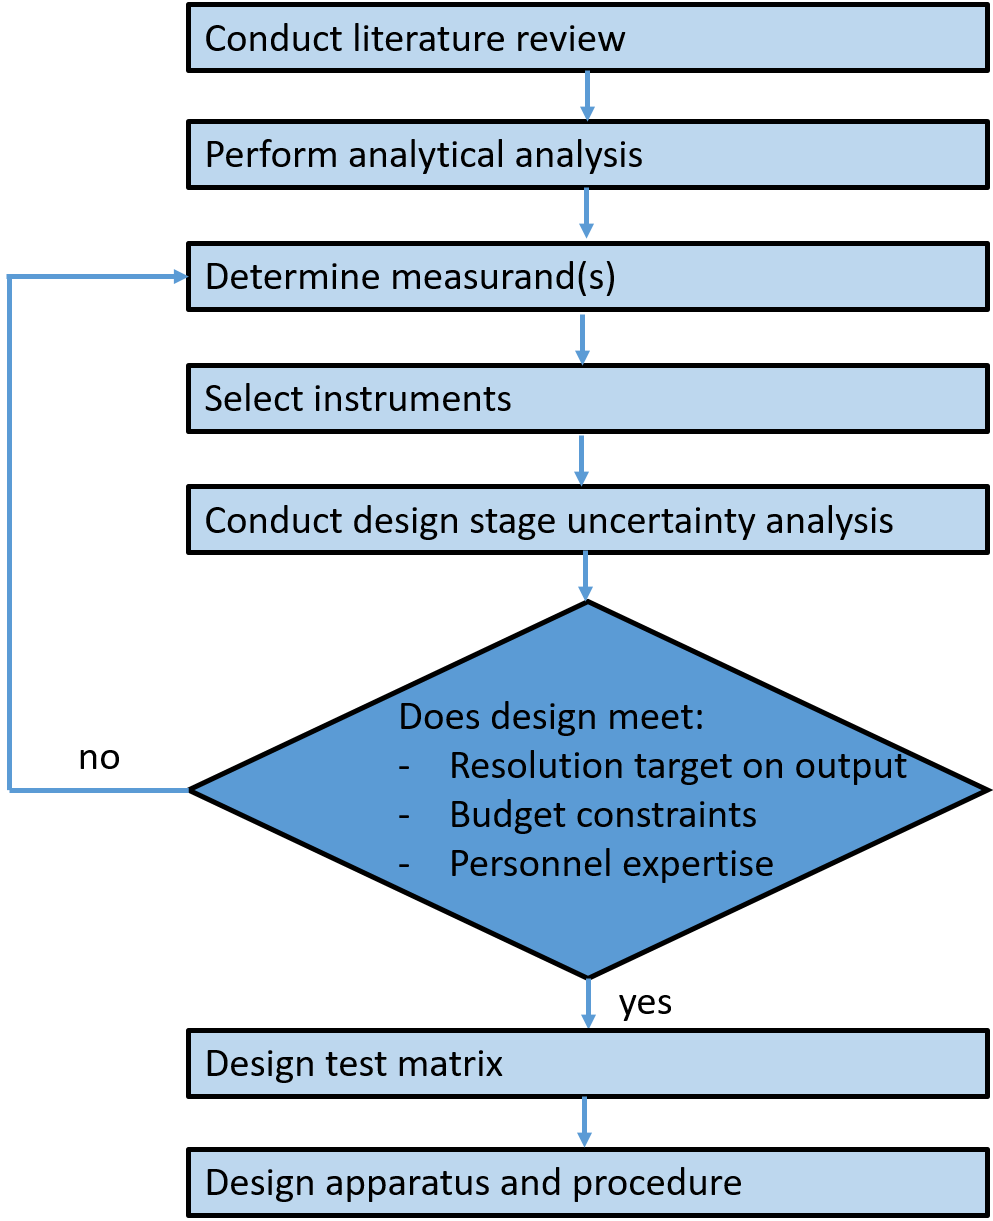 Conduct literature review
Perform analytical analysis
Determine measurand(s)
Select instruments
Conduct design stage uncertainty analysis
Does design meet:
- Resolution target on output
- Budget constraints
- Personnel expertise
no
yes
Design test matrix
Design apparatus and procedure